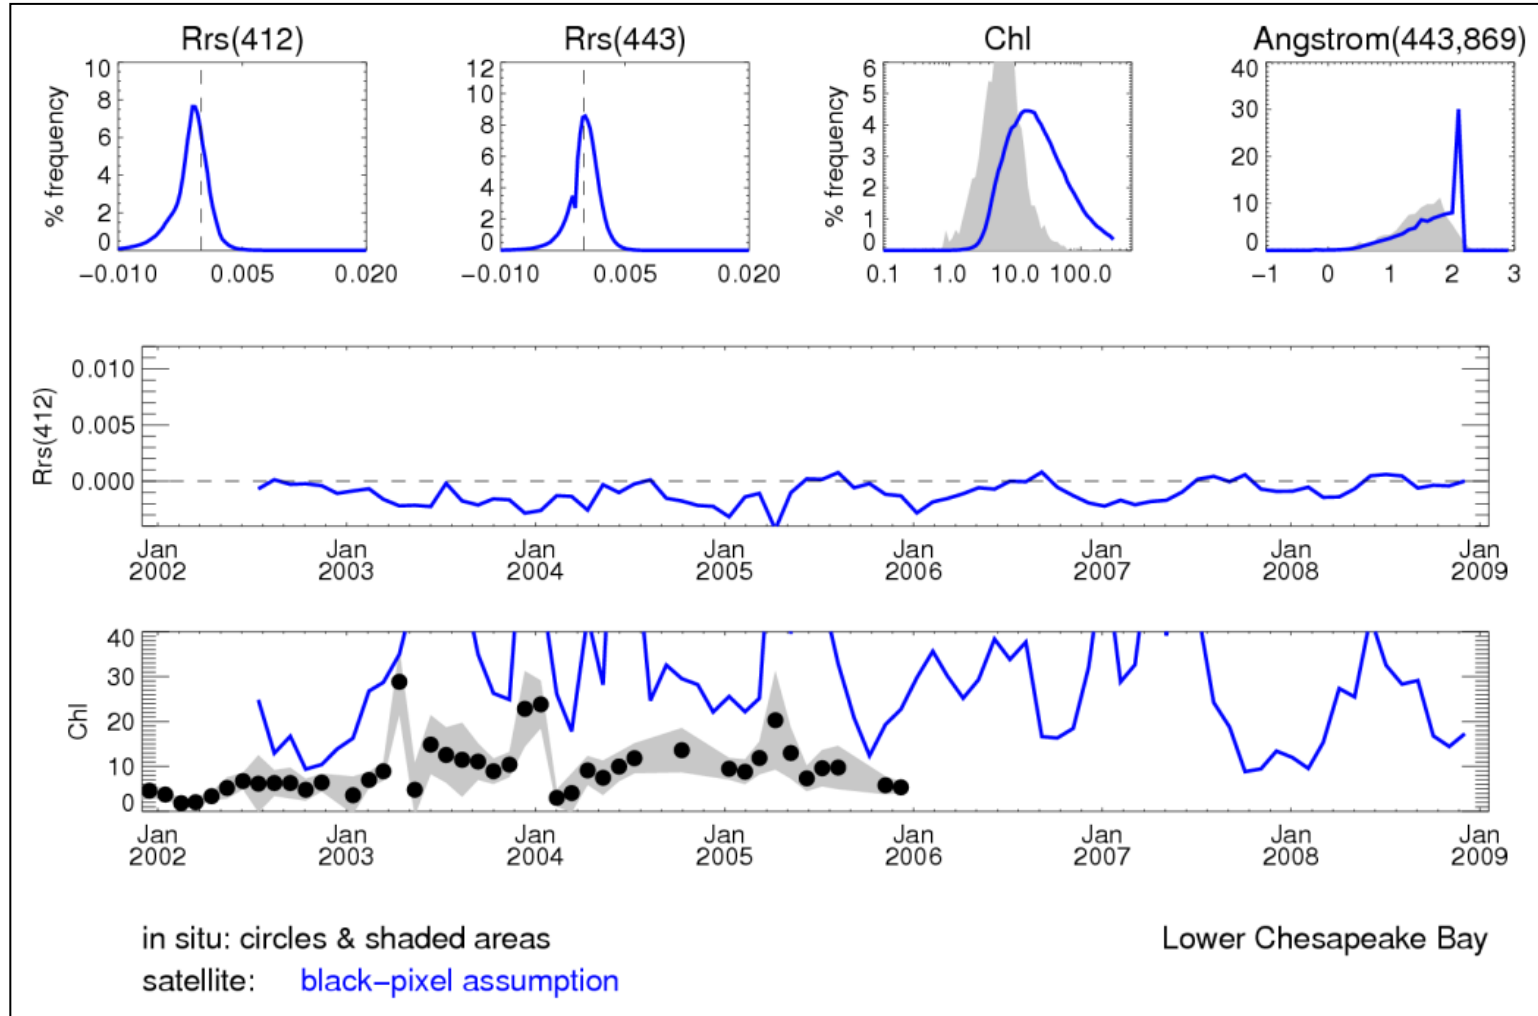 Rrs(412) Rrs(443) Chl Angstrom(443,869)
% frequency
10
8
6
4
2
0
−0.010 0.005 0.020
12
10
8
6
4
2
0
−0.010 0.005 0.020
% frequency
6
5
4
3
2
1
0
0.1 1.0 10.0 100.0
40
30
20
10
0
−1 0 1 2 3
Rrs(412)
0.010
0.005
0.000
Jan Jan Jan Jan Jan Jan Jan Jan
2002 2003 2004 2005 2006 2007 2008 2009
Chl
40
30
20
10
0
Jan Jan Jan Jan Jan Jan Jan Jan
2002 2003 2004 2005 2006 2007 2008 2009
in situ: circles & shaded areas
Lower Chesapeake Bay
satellite: black−pixel assumption